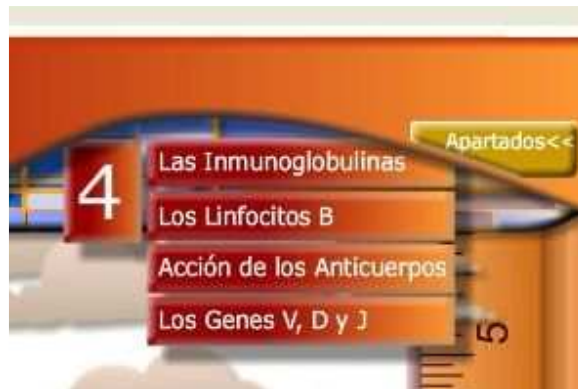 Apartados<<
4
Las Inmunoglobulinas
Los Linfocitos B
Acción de los Anticuerpos
Los Genes V, D y J
5